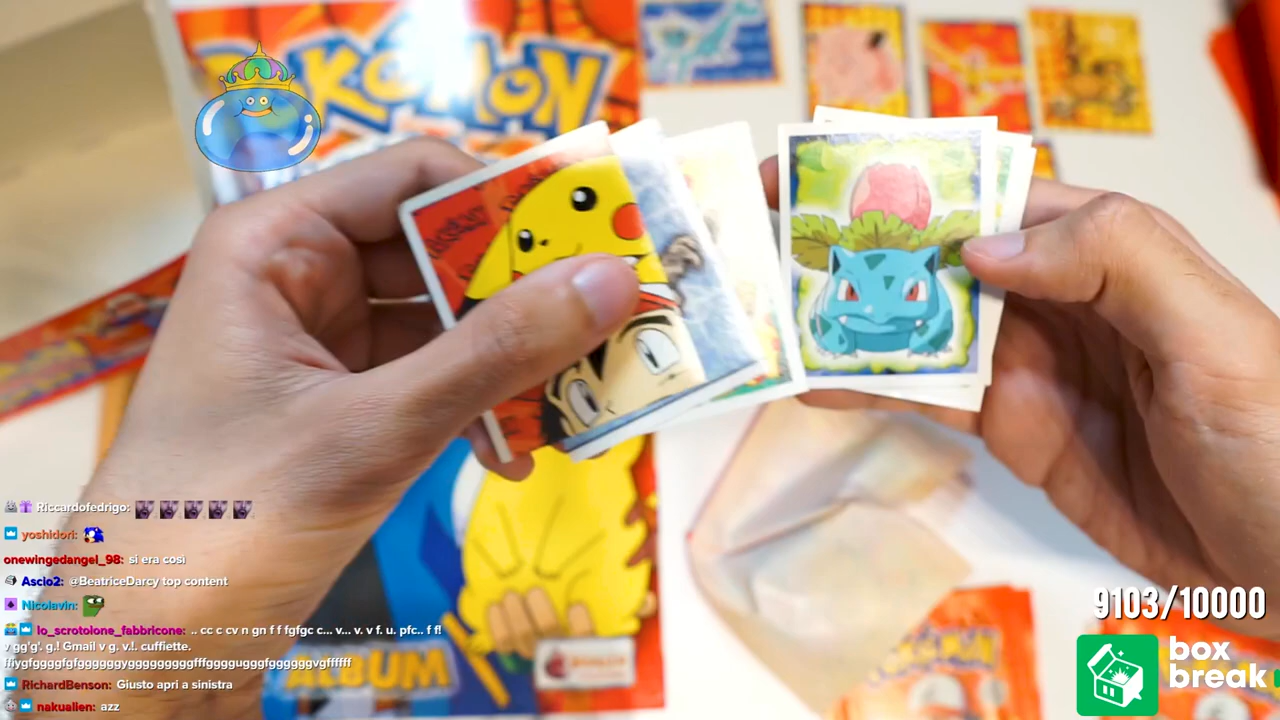 POKÉMON
Riccardofedrigo:
yoshidori:
onewingedangel_98: si era così
Ascio2: @BeatriceDarcy top content
Nicolavin:
lo_scrotolone_fabbricone: .. cc c cv n gn f f fgfgc c... v... v. v f. u. pfc.. f f!
v gg'g'. g.! Gmail v g. v.!. cuffiette.
RichardBenson: Giusto apri a sinistra
nakualien: azz
ALBUM
9103/10000
box
break